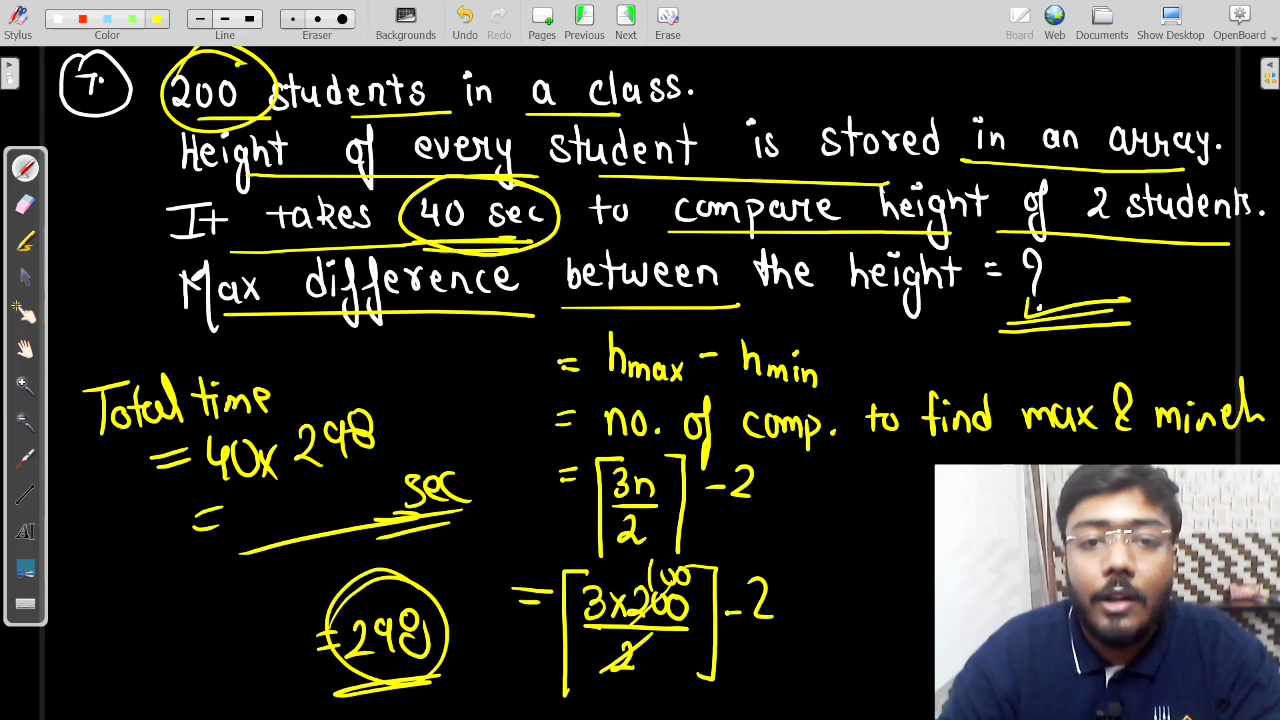 Stylus Color Line Eraser Backgrounds Undo Redo Pages Previous Next Erase Board Web Documents Show Desktop OpenBoard
7. 200 students in a class.
Height of every student is stored in an array.
It takes 40 sec to compare height of 2 students.
Max difference between the height = ?
= hmax - hmin
= no. of comp. to find max & min
= ⌈3n/2⌉ - 2
= ⌈3×200/2⌉ - 2
100
= 298
Total time
= 40 x 298
= sec